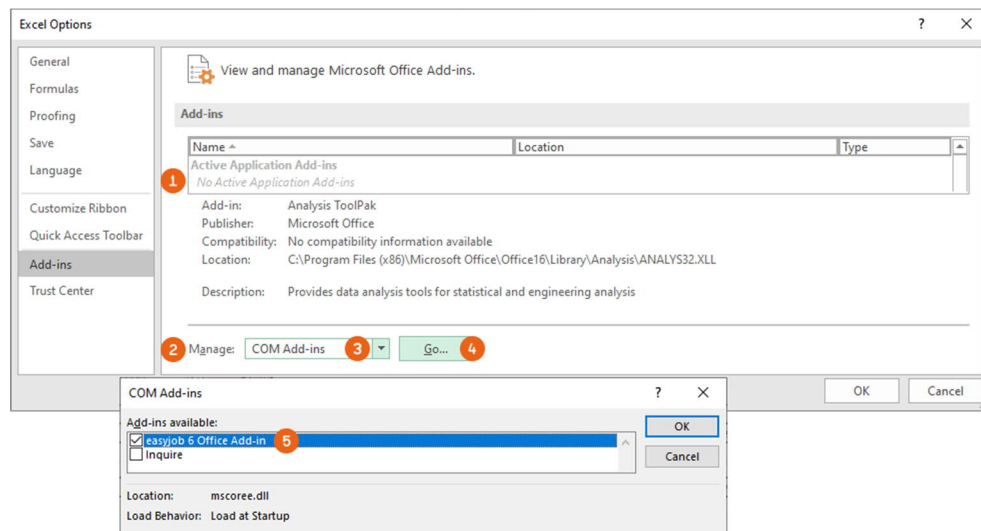 Excel Options ? ×
General
Formulas
Proofing
Save
Language
Customize Ribbon
Quick Access Toolbar
Add-ins
Trust Center
View and manage Microsoft Office Add-ins.
Add-ins
Name Location Type
Active Application Add-ins
1 No Active Application Add-ins
Add-in: Analysis ToolPak
Publisher: Microsoft Office
Compatibility: No compatibility information available
Location: C:\Program Files (x86)\Microsoft Office\Office16\Library\Analysis\ANALYS32.XLL
Description: Provides data analysis tools for statistical and engineering analysis
2 Manage: COM Add-ins 3 Go... 4
OK Cancel
COM Add-ins ? ×
Add-ins available:
easyjob 6 Office Add-in 5
Inquire
OK
Cancel
Location: mscoree.dll
Load Behavior: Load at Startup